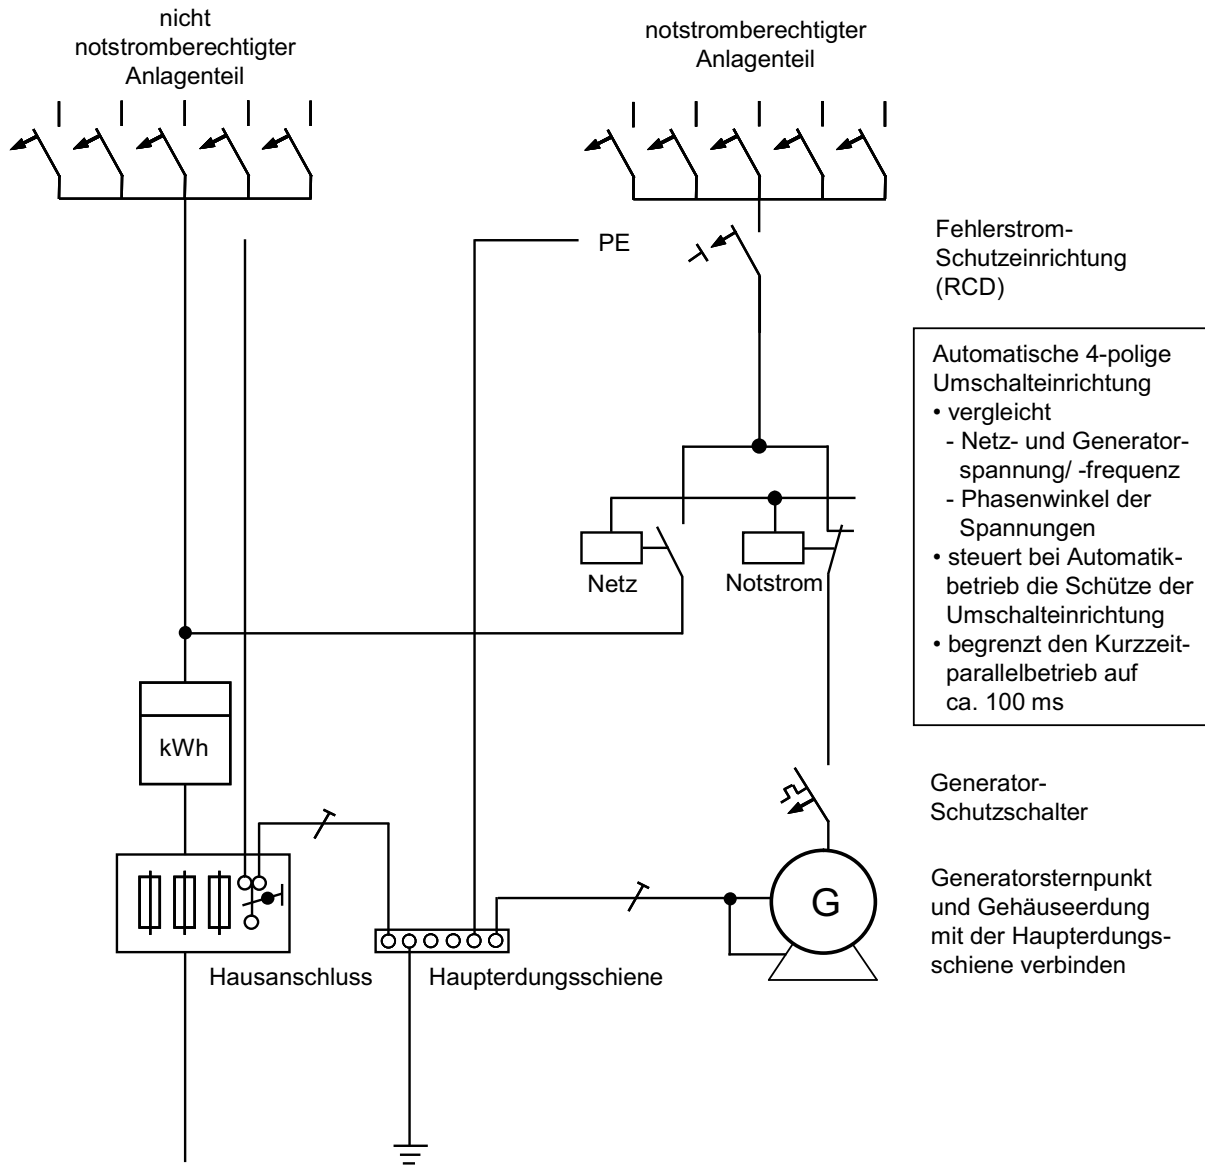 nicht
notstromberechtigter
Anlagenteil
notstromberechtigter
Anlagenteil
PE
Fehlerstrom-
Schutzeinrichtung
(RCD)
Automatische 4-polige
Umschalteinrichtung
• vergleicht
- Netz- und Generator-
spannung/ -frequenz
- Phasenwinkel der
Spannungen
• steuert bei Automatik-
betrieb die Schütze der
Umschalteinrichtung
• begrenzt den Kurzzeit-
parallelbetrieb auf
ca. 100 ms
Netz
Notstrom
kWh
Generator-
Schutzschalter
G
Generatorsternpunkt
und Gehäuseerdung
mit der Haupterdungs-
schiene verbinden
Hausanschluss
Haupterdungsschiene